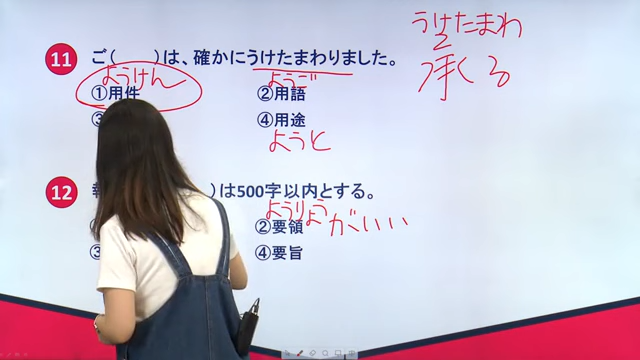 うけたまわ
承る
11 ご(　　)は、確かにうけたまわりました。
ようけん ようご
①用件 ②用語
③ ④用途
ようと
12 )は500字以内とする。
ようりょう
②要領 がいい
③ ④要旨